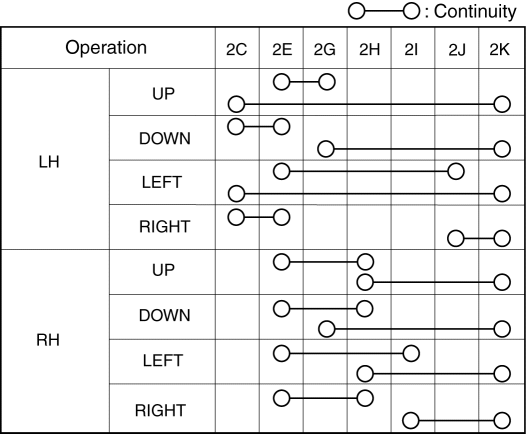 : Continuity
Operation 2C 2E 2G 2H 2I 2J 2K
LH
UP
DOWN
LEFT
RIGHT
RH
UP
DOWN
LEFT
RIGHT